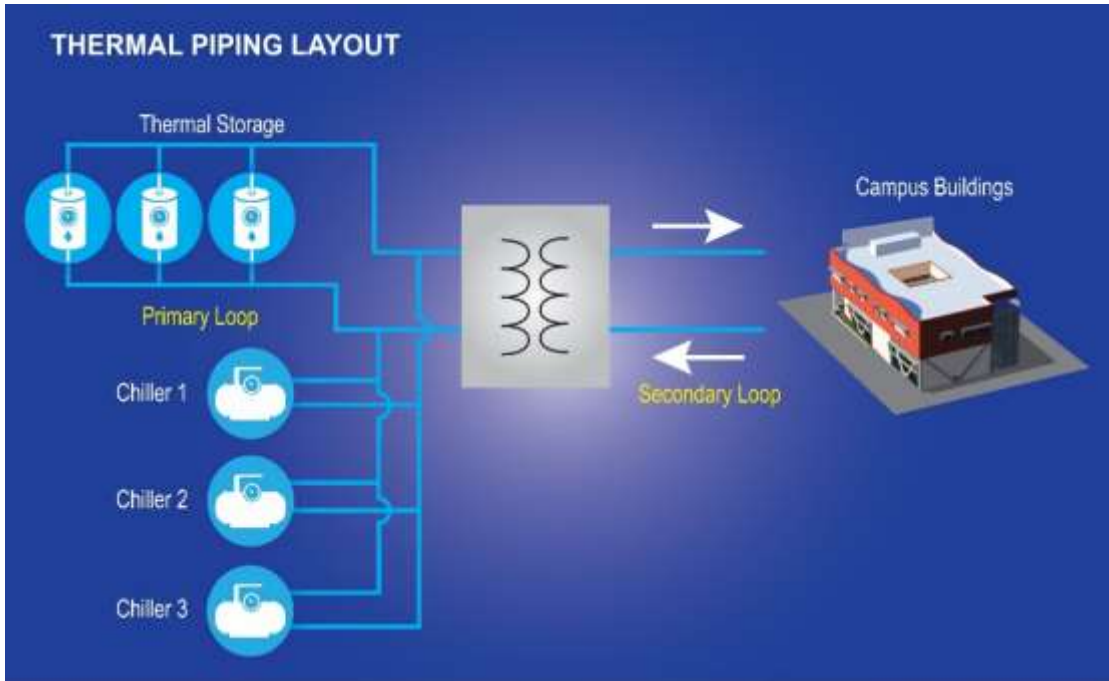 THERMAL PIPING LAYOUT
Thermal Storage
Campus Buildings
Primary Loop
Chiller 1
Secondary Loop
Chiller 2
Chiller 3